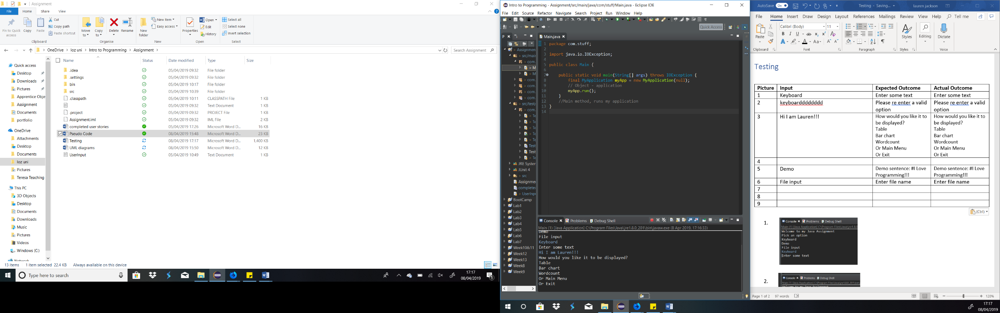 Assignment
File Home Share View
Pin to Quick access
Copy
Paste
Cut
Copy path
Paste shortcut
Move to
Copy to
Delete
Rename
New folder
New item
Easy access
Properties
Open
Edit
History
Select all
Select none
Invert selection
Clipboard Organise New Open Select
OneDrive > loz uni > Intro to Programming > Assignment >
Search Assignment
Name Status Date modified Type Size
Quick access
Desktop
Downloads
Pictures
Apprentice Obje
Assignment
Documents
portfolio
OneDrive
Attachments
Desktop
Documents
loz uni
Pictures
Teresa Teaching
This PC
3D Objects
Desktop
Documents
Downloads
Music
Pictures
Videos
Windows (C:)
Network
.idea 05/04/2019 09:32 File folder
.settings 05/04/2019 09:32 File folder
bin 05/04/2019 10:17 File folder
src 05/04/2019 10:39 File folder
.classpath 05/04/2019 10:11 CLASSPATH File 1 KB
05/04/2019 09:32 Text Document 1 KB
.project 05/04/2019 09:32 PROJECT File 1 KB
Assignment.iml 05/04/2019 09:32 IML File 2 KB
completed user stories 05/04/2019 17:26 Microsoft Word D... 16 KB
Pseudo Code 08/04/2019 15:48 Microsoft Word D... 23 KB
Testing 08/04/2019 17:17 Microsoft Word D... 1,400 KB
UML diagrams 08/04/2019 15:50 Microsoft Word D... 12 KB
UserInput 05/04/2019 10:49 Text Document 1 KB
13 items 1 item selected 22.4 KB Always available on this device
Type here to search
17:17
08/04/2019
1
Intro to Programming - Assignment/src/main/java/com/stuff/Main.java - Eclipse IDE
File Edit Source Refactor Navigate Search Project Run Window Help
Quick Access
P
Main.java
> Assignmen
> src/main
> com.
> M
> M
> com.
> com.
> com.
> com.
> src/test/
> com.
> Te
> Te
> Te
> Te
> Te
Test
Test
> Te
JRE System
JUnit 4
> src
Assignme
completed
> UserInpu
BootCamp
Lab1
Lab2
Lab3
Lab4
Lab5
Lab6
Lab7
Week10&11
Week12
Week13
Week8
Week9
1 package com.stuff;
2
3 import java.io.IOException;
4
5 public class Main {
6
7 public static void main(String[] args) throws IOException {
8 final MyApplication myApp = new MyApplication(null);
9 // Object - application
10 myApp.run();
11 }
12 //Main method, runs my application
13 }
14
Console Problems Debug Shell
Main (1) [Java Application] C:\Program Files\Java\jre1.8.0_201\bin\javaw.exe (8 Apr 2019, 17:16:33)
Demo
File input
Keyboard
Enter some text
Hi I am Lauren!!!
How would you like it to be displayed?
Table
Bar chart
Wordcount
Or Main Menu
Or Exit
AutoSave On Testing - Saving... lauren jackson
File Home Insert Draw Design Layout References Mailings Review View Help Tell me
Paste
Calibri (Body) 11
B I U ab x₂ x²
A A Aa A A
Styles
Editing
Dictate
Clipboard Font Paragraph Styles Voice
Testing
Picture Input Expected Outcome Actual Outcome
1 Keyboard Enter some text Enter some text
2 keyboardddddddd Please re enter a valid option Please re enter a valid option
3 Hi I am Lauren!!! How would you like it to be displayed? How would you like it to be displayed?
Table Table
Bar chart Bar chart
Wordcount Wordcount
Or Main Menu Or Main Menu
Or Exit Or Exit
4
5 Demo Demo sentence: #I Love Programming!!! Demo sentence: #I Love Programming!!!
6 File input Enter file name Enter file name
7
8
9
(Ctrl)
1.
Console Problems Debug Shell
Main (1) [Java Application] C:\Program Files\Java\jre1.8.0
Welcome to my Java Assignment
Pick an option
Keyboard
Demo
File input
Keyboard
Enter some text
2.
Console Problems Debug Shell
Main (1) [Java Application] C:\Program Files\Java\jre1.8.0_201\bin
Welcome to my Java Assignment
Page 1 of 2 97 words 120%
17:17
08/04/2019